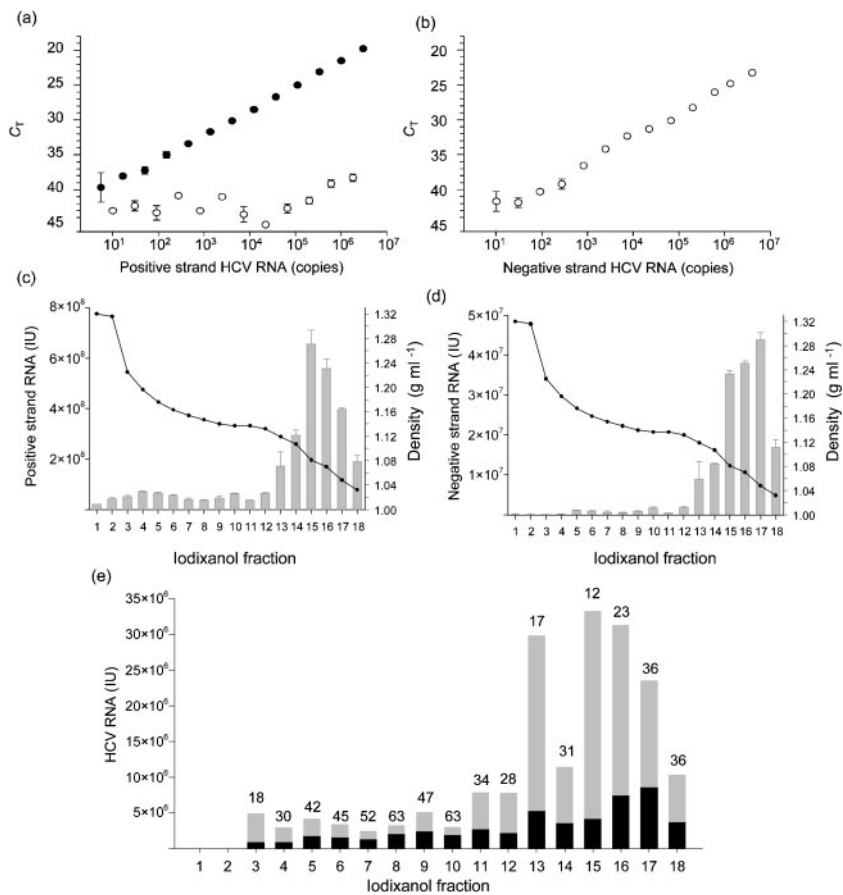 (a)
20
25
30
35
40
45
C_T
10^1 10^2 10^3 10^4 10^5 10^6 10^7
Positive strand HCV RNA (copies)
(b)
20
25
30
35
40
45
C_T
10^1 10^2 10^3 10^4 10^5 10^6 10^7
Negative strand HCV RNA (copies)
(c)
8×10^8
6×10^8
4×10^8
2×10^8
Positive strand RNA (IU)
1.32
1.28
1.24
1.20
1.16
1.12
1.08
1.04
1.00
Density (g ml^-1)
1 2 3 4 5 6 7 8 9 10 11 12 13 14 15 16 17 18
Iodixanol fraction
(d)
5×10^7
4×10^7
3×10^7
2×10^7
1×10^7
Negative strand RNA (IU)
1.32
1.28
1.24
1.20
1.16
1.12
1.08
1.04
1.00
Density (g ml^-1)
1 2 3 4 5 6 7 8 9 10 11 12 13 14 15 16 17 18
Iodixanol fraction
(e)
35×10^6
30×10^6
25×10^6
20×10^6
15×10^6
10×10^6
5×10^6
HCV RNA (IU)
18 30 42 45 52 63 47 63 34 28 17 31 12 23 36 36
1 2 3 4 5 6 7 8 9 10 11 12 13 14 15 16 17 18
Iodixanol fraction